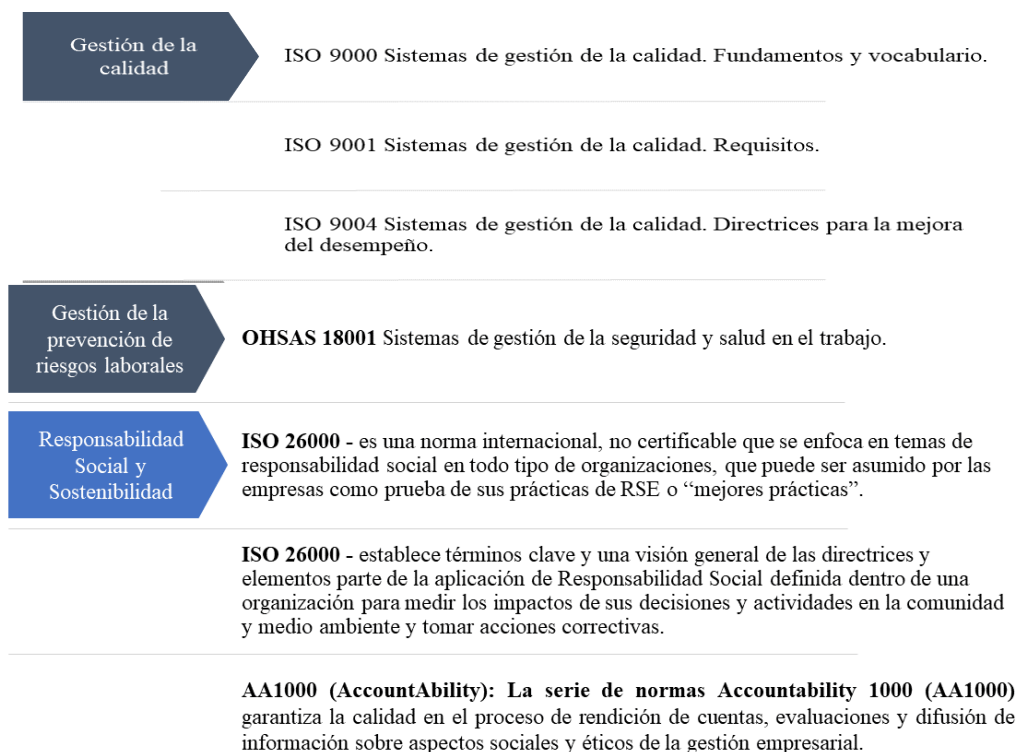 Gestión de la
calidad
ISO 9000 Sistemas de gestión de la calidad. Fundamentos y vocabulario.
ISO 9001 Sistemas de gestión de la calidad. Requisitos.
ISO 9004 Sistemas de gestión de la calidad. Directrices para la mejora
del desempeño.
Gestión de la
prevención de
riesgos laborales
OHSAS 18001 Sistemas de gestión de la seguridad y salud en el trabajo.
Responsabilidad
Social y
Sostenibilidad
ISO 26000 - es una norma internacional, no certificable que se enfoca en temas de
responsabilidad social en todo tipo de organizaciones, que puede ser asumido por las
empresas como prueba de sus prácticas de RSE o “mejores prácticas”.
ISO 26000 - establece términos clave y una visión general de las directrices y
elementos parte de la aplicación de Responsabilidad Social definida dentro de una
organización para medir los impactos de sus decisiones y actividades en la comunidad
y medio ambiente y tomar acciones correctivas.
AA1000 (AccountAbility): La serie de normas Accountability 1000 (AA1000)
garantiza la calidad en el proceso de rendición de cuentas, evaluaciones y difusión de
información sobre aspectos sociales y éticos de la gestión empresarial.